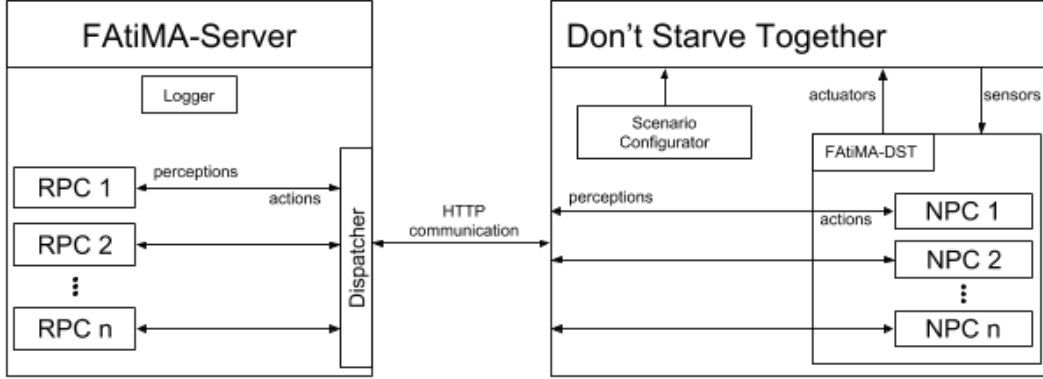 FAtiMA-Server
Logger
RPC 1
perceptions
actions
RPC 2
RPC n
Dispatcher
HTTP
communication
Don't Starve Together
actuators
sensors
Scenario
Configurator
FAtiMA-DST
perceptions
actions
NPC 1
NPC 2
NPC n